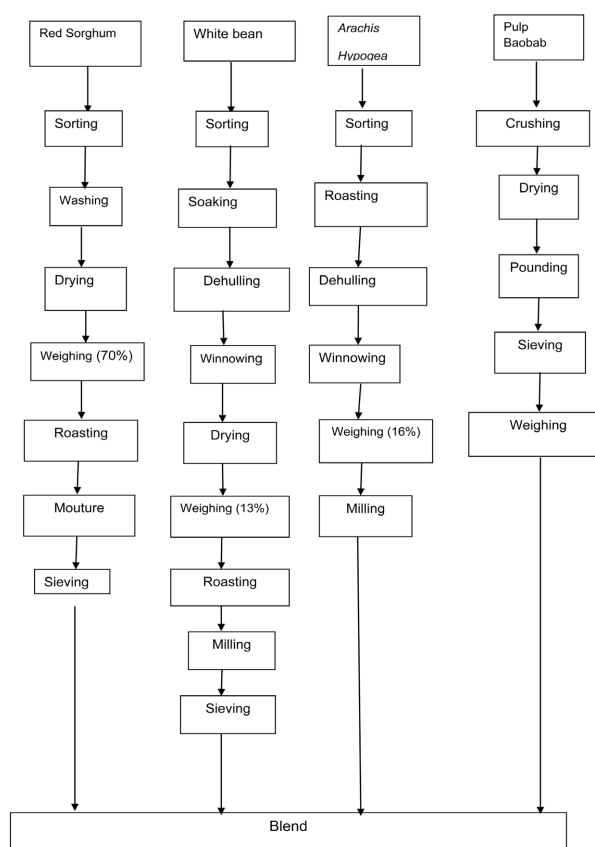 Red Sorghum
Sorting
Washing
Drying
Weighing (70%)
Roasting
Mouture
Sieving
White bean
Sorting
Soaking
Dehulling
Winnowing
Drying
Weighing (13%)
Roasting
Milling
Sieving
Arachis
Hypogea
Sorting
Roasting
Dehulling
Winnowing
Weighing (16%)
Milling
Pulp
Baobab
Crushing
Drying
Pounding
Sieving
Weighing
Blend